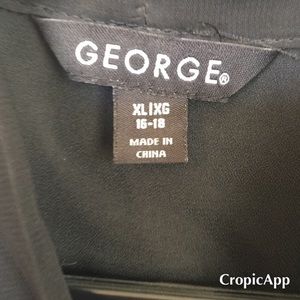 GEORGE®
XL|XG
16-18
MADE IN
CHINA
CropicApp